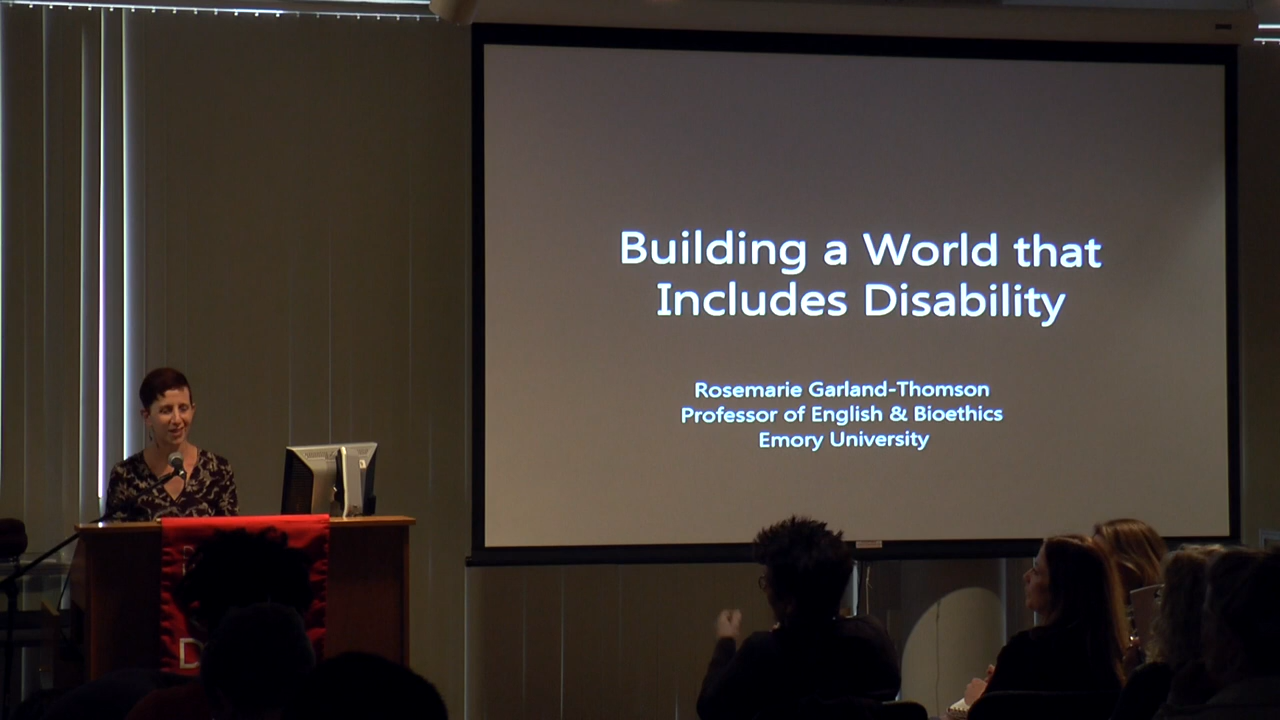 Building a World that
Includes Disability
Rosemarie Garland-Thomson
Professor of English & Bioethics
Emory University